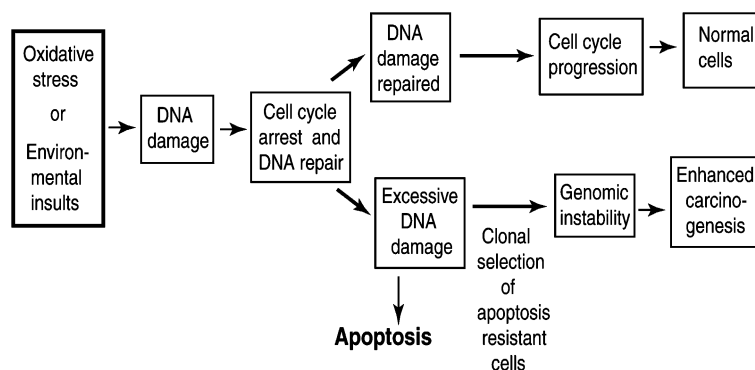 Oxidative
stress
or
Environ-
mental
insults
DNA
damage
Cell cycle
arrest and
DNA repair
DNA
damage
repaired
Cell cycle
progression
Normal
cells
Excessive
DNA
damage
Clonal
selection
of
apoptosis
resistant
cells
Genomic
instability
Enhanced
carcino-
genesis
Apoptosis